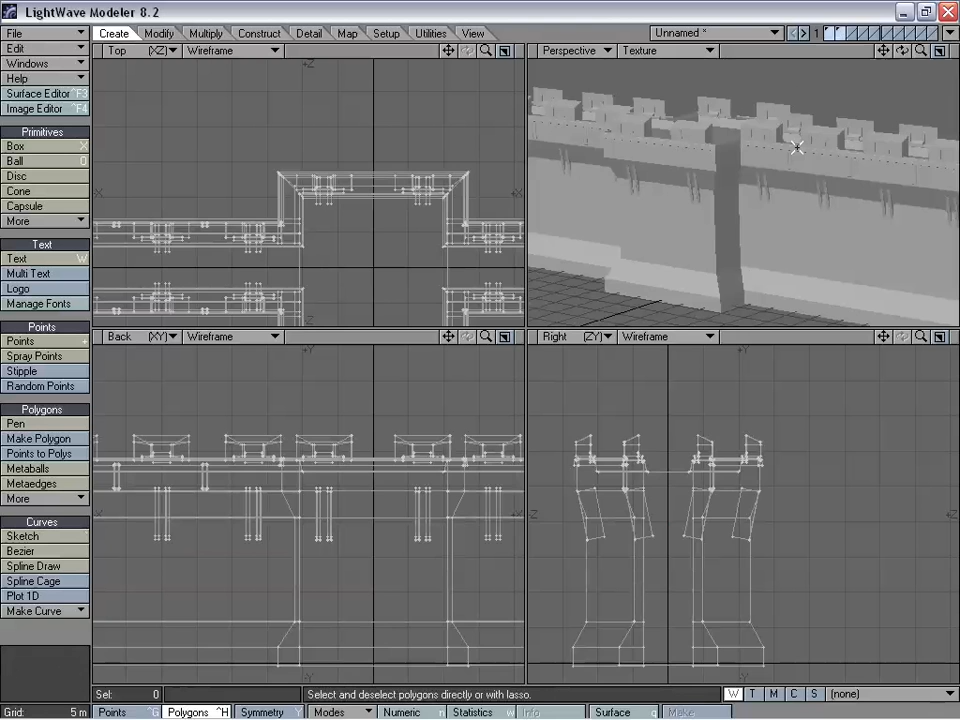 LightWave Modeler 8.2
File
Create Modify Multiply Construct Detail Map Setup Utilities View
Unnamed *
1
Edit
Top (XZ) Wireframe
Perspective Texture
Windows
Help
Surface Editor ^F3
Image Editor ^F4
Primitives
Box X
Ball O
Disc
Cone
Capsule
More
Text
Text W
Multi Text
Logo
Manage Fonts
Points
Points +
Spray Points
Stipple
Random Points
Polygons
Pen
Make Polygon
Points to Polys
Metaballs
Metaedges
More
Curves
Sketch
Bezier
Spline Draw
Spline Cage
Plot 1D
Make Curve
Back (XY) Wireframe
Right (ZY) Wireframe
Sel: 0
Select and deselect polygons directly or with lasso.
W T M C S (none)
Grid: 5 m
Points ^G
Polygons ^H
Symmetry Y
Modes
Numeric n
Statistics w
Info i
Surface q
Make